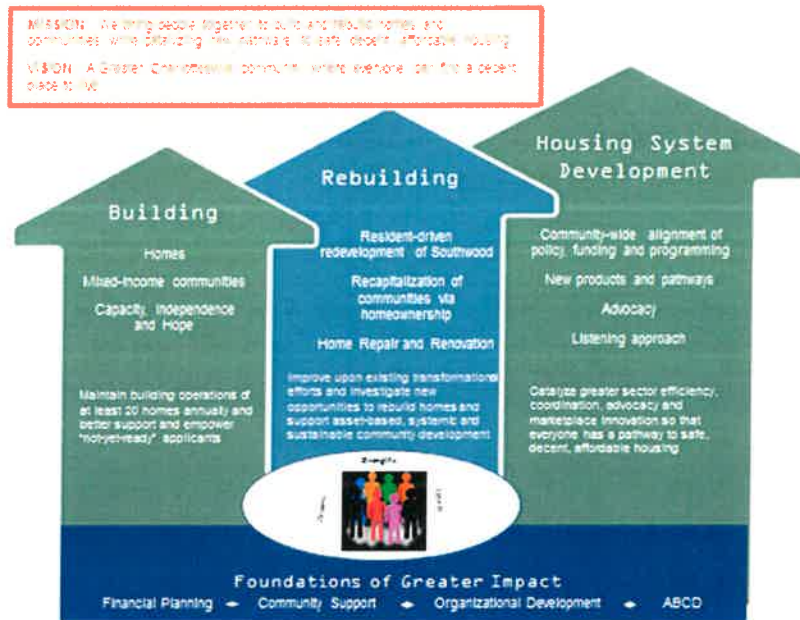 MISSION: We bring people together to build and rebuild homes and
communities while catalyzing new pathways to safe, decent, affordable housing
VISION: A Greater Charlottesville community where everyone can find a decent
place to live
Building
Homes
Mixed-income communities
Capacity, Independence
and Hope
Maintain building operations of
at least 20 homes annually and
better support and empower
"not-yet-ready" applicants
Rebuilding
Resident-driven
redevelopment of Southwood
Recapitalization of
communities via
homeownership
Home Repair and Renovation
Improve upon existing transformational
efforts and investigate new
opportunities to rebuild homes and
support asset-based, systemic and
sustainable community development
Housing System
Development
Community-wide alignment of
policy, funding and programming
New products and pathways
Advocacy
Listening approach
Catalyze greater sector efficiency,
coordination, advocacy and
marketplace innovation so that
everyone has a pathway to safe,
decent, affordable housing
Foundations of Greater Impact
Financial Planning Community Support Organizational Development ABCD